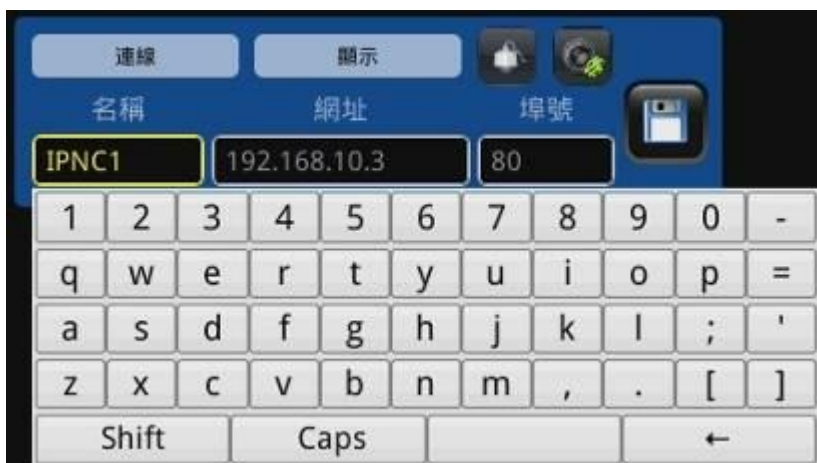 連線 顯示
名稱 網址 埠號
IPNC1 192.168.10.3 80
1 2 3 4 5 6 7 8 9 0 -
q w e r t y u i o p =
a s d f g h j k l ; '
z x c v b n m , . [ ]
Shift Caps ←